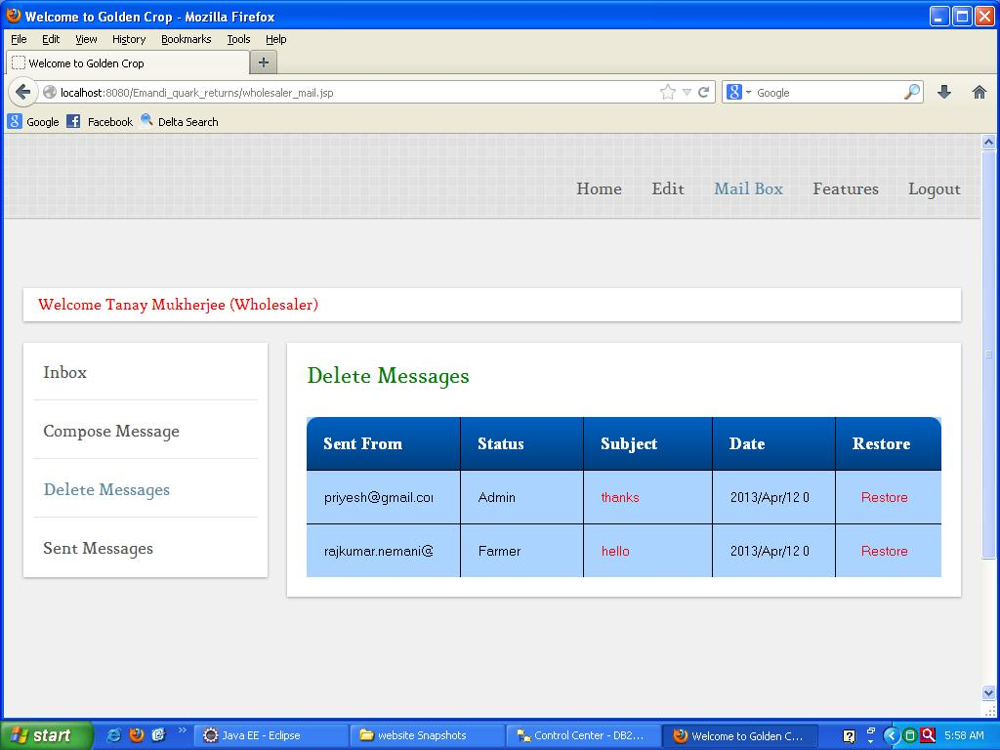 Welcome to Golden Crop - Mozilla Firefox
File Edit View History Bookmarks Tools Help
Welcome to Golden Crop
localhost:8080/Emandi_quark_returns/wholesaler_mail.jsp
Google
Google Facebook Delta Search
Home Edit Mail Box Features Logout
Welcome Tanay Mukherjee (Wholesaler)
Inbox
Compose Message
Delete Messages
Sent Messages
Delete Messages
Sent From Status Subject Date Restore
priyesh@gmail.com Admin thanks 2013/Apr/12 0 Restore
rajkumar.nemani@ Farmer hello 2013/Apr/12 0 Restore
start
Java EE - Eclipse
website Snapshots
Control Center - DB2...
Welcome to Golden C...
5:58 AM